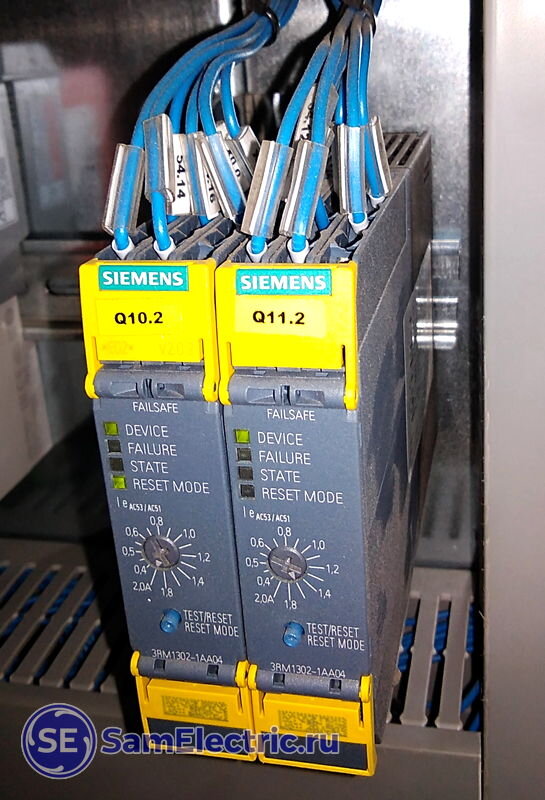 54.14
SIEMENS
Q10.2
FAILSAFE
DEVICE
FAILURE
STATE
RESET MODE
Ie AC53/AC51
0,8
0,6
1,0
0,5
1,2
0,4
1,4
2,0A
1,8
TEST/RESET
RESET MODE
3RM1302-1AA04
SIEMENS
Q11.2
FAILSAFE
DEVICE
FAILURE
STATE
RESET MODE
Ie AC53/AC51
0,8
0,6
1,0
0,5
1,2
0,4
1,4
2,0A
1,8
TEST/RESET
RESET MODE
3RM1302-1AA04
SE SamElectric.ru